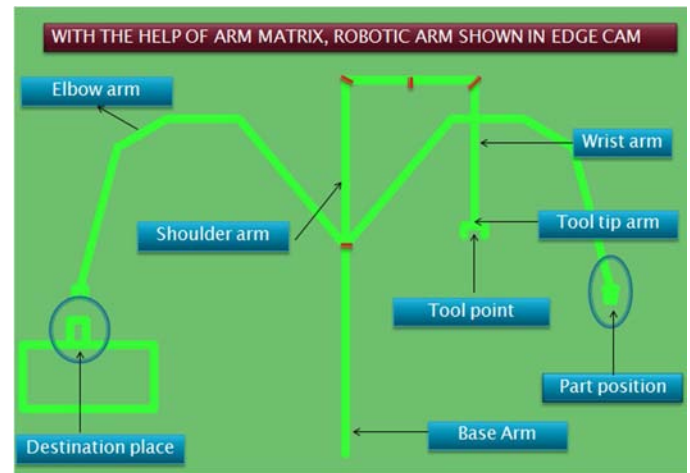 WITH THE HELP OF ARM MATRIX, ROBOTIC ARM SHOWN IN EDGE CAM
Elbow arm
Wrist arm
Shoulder arm
Tool tip arm
Tool point
Part position
Base Arm
Destination place